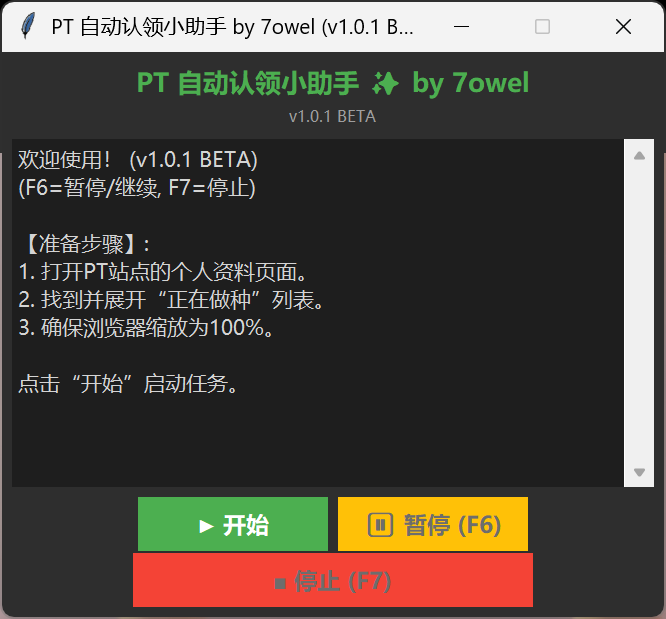 PT 自动认领小助手 by 7owel (v1.0.1 B...
PT 自动认领小助手 ✨ by 7owel
v1.0.1 BETA
欢迎使用！ (v1.0.1 BETA)
(F6=暂停/继续, F7=停止)
【准备步骤】:
1. 打开PT站点的个人资料页面。
2. 找到并展开“正在做种”列表。
3. 确保浏览器缩放为100%。
点击“开始”启动任务。
▶ 开始
⏸ 暂停 (F6)
■ 停止 (F7)